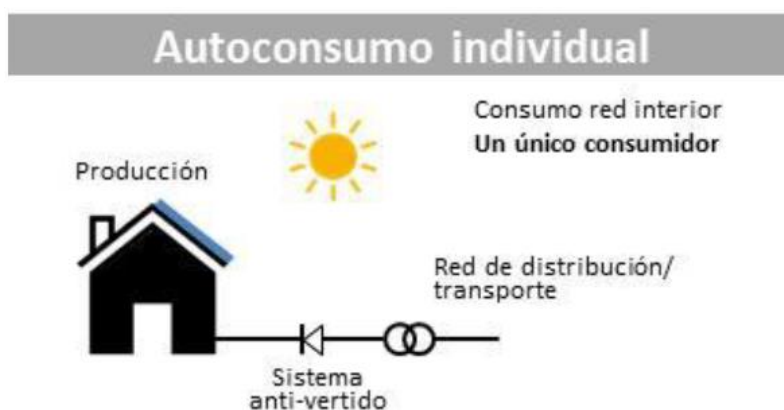 Autoconsumo individual
Consumo red interior
Un único consumidor
Producción
Red de distribución/
transporte
Sistema
anti-vertido